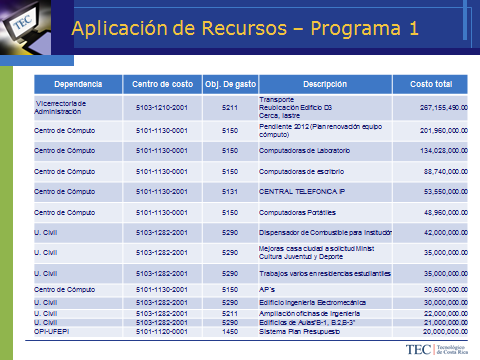 TEC
Aplicación de Recursos – Programa 1
Dependencia Centro de costo Obj. De gasto Descripción Costo total
Vicerrectoría de Administración 5103-1210-2001 5211 Transporte Reubicación Edificio D3 Cerca, lastre 267,155,490.00
Centro de Cómputo 5101-1130-0001 5150 Pendiente 2012 (Plan renovación equipo cómputo) 201,960,000.00
Centro de Cómputo 5101-1130-0001 5150 Computadoras de Laboratorio 134,028,000.00
Centro de Cómputo 5101-1130-0001 5150 Computadoras de escritorio 88,740,000.00
Centro de Cómputo 5101-1130-2001 5131 CENTRAL TELEFONICA IP 53,550,000.00
Centro de Cómputo 5101-1130-0001 5150 Computadoras Portátiles 48,960,000.00
U. Civil 5103-1282-2001 5290 Dispensador de Combustible para Institución 42,000,000.00
U. Civil 5103-1282-2001 5290 Mejoras casa ciudad a solicitud Minist Cultura Juventud y Deporte 35,000,000.00
U. Civil 5103-1282-2001 5290 Trabajos varios en residencias estudiantiles 35,000,000.00
Centro de Cómputo 5101-1130-2001 5150 AP's 30,600,000.00
U. Civil 5103-1282-2001 5290 Edificio Ingeniería Electromecánica 30,000,000.00
U. Civil 5103-1282-2001 5211 Ampliación oficinas de Ingeniería 22,000,000.00
U. Civil 5103-1282-2001 5290 Edificios de Aulas"B-1, B.2,B-3" 21,000,000.00
OPI-UFEPI 5101-1120-0001 1450 Sistema Plan Presupuesto 20,000,000.00
TEC Tecnológico de Costa Rica